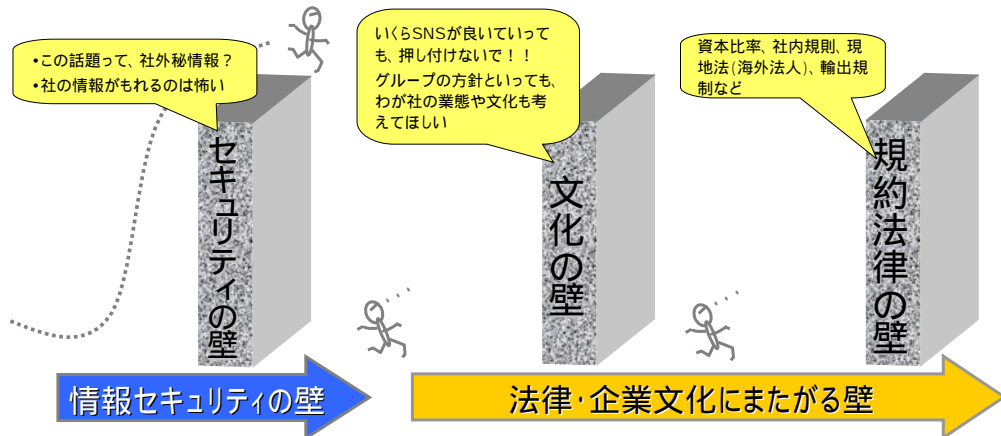 •この話題って、社外秘情報？
•社の情報がもれるのは怖い
いくらSNSが良いていって
も、押し付けないで！！
グループの方針といっても、
わが社の業態や文化も考
えてほしい
資本比率、社内規則、現
地法(海外法人)、輸出規
制など
セキュリティの壁
文化の壁
規約法律の壁
情報セキュリティの壁
法律・企業文化にまたがる壁